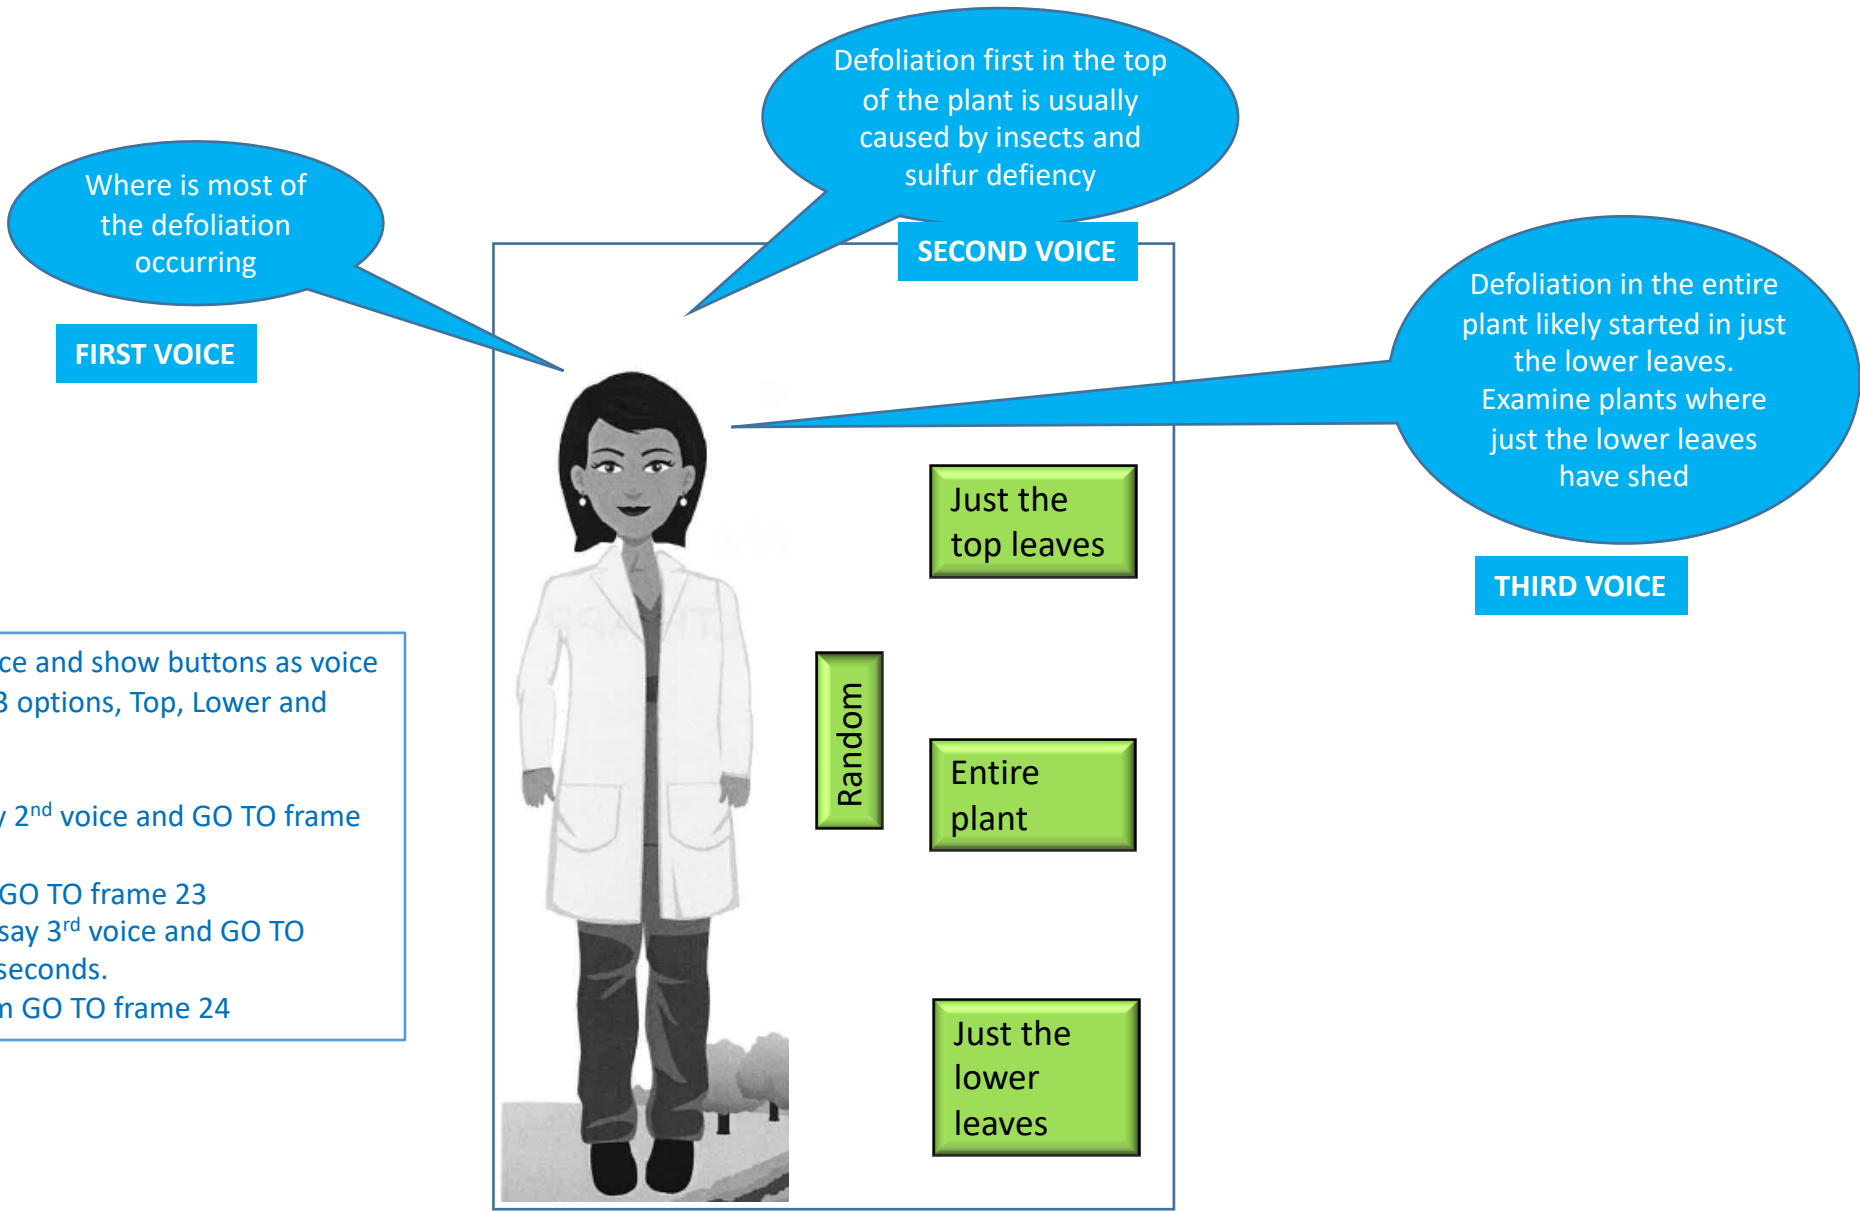 Defoliation first in the top
of the plant is usually
caused by insects and
sulfur defiency
SECOND VOICE
Where is most of
the defoliation
occurring
FIRST VOICE
Defoliation in the entire
plant likely started in just
the lower leaves.
Examine plants where
just the lower leaves
have shed
THIRD VOICE
Just the
top leaves
Random
Entire
plant
Just the
lower
leaves
ce and show buttons as voice
3 options, Top, Lower and
y 2nd voice and GO TO frame
GO TO frame 23
say 3rd voice and GO TO
seconds.
m GO TO frame 24